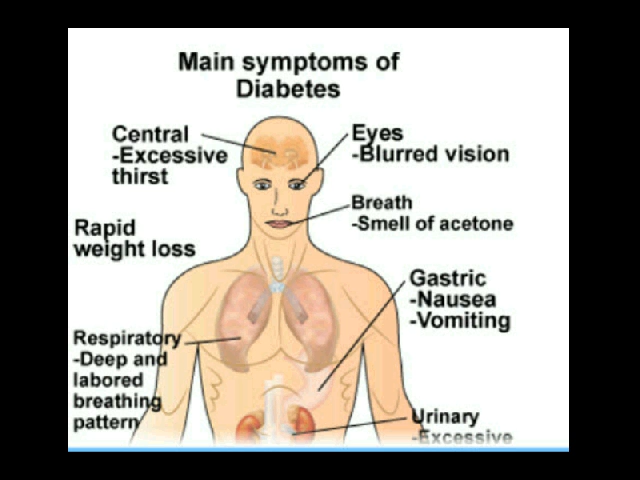 Main symptoms of
Diabetes
Central
-Excessive
thirst
Eyes
-Blurred vision
Breath
-Smell of acetone
Rapid
weight loss
Gastric
-Nausea
-Vomiting
Respiratory
-Deep and
labored
breathing
pattern
Urinary
-Excessive